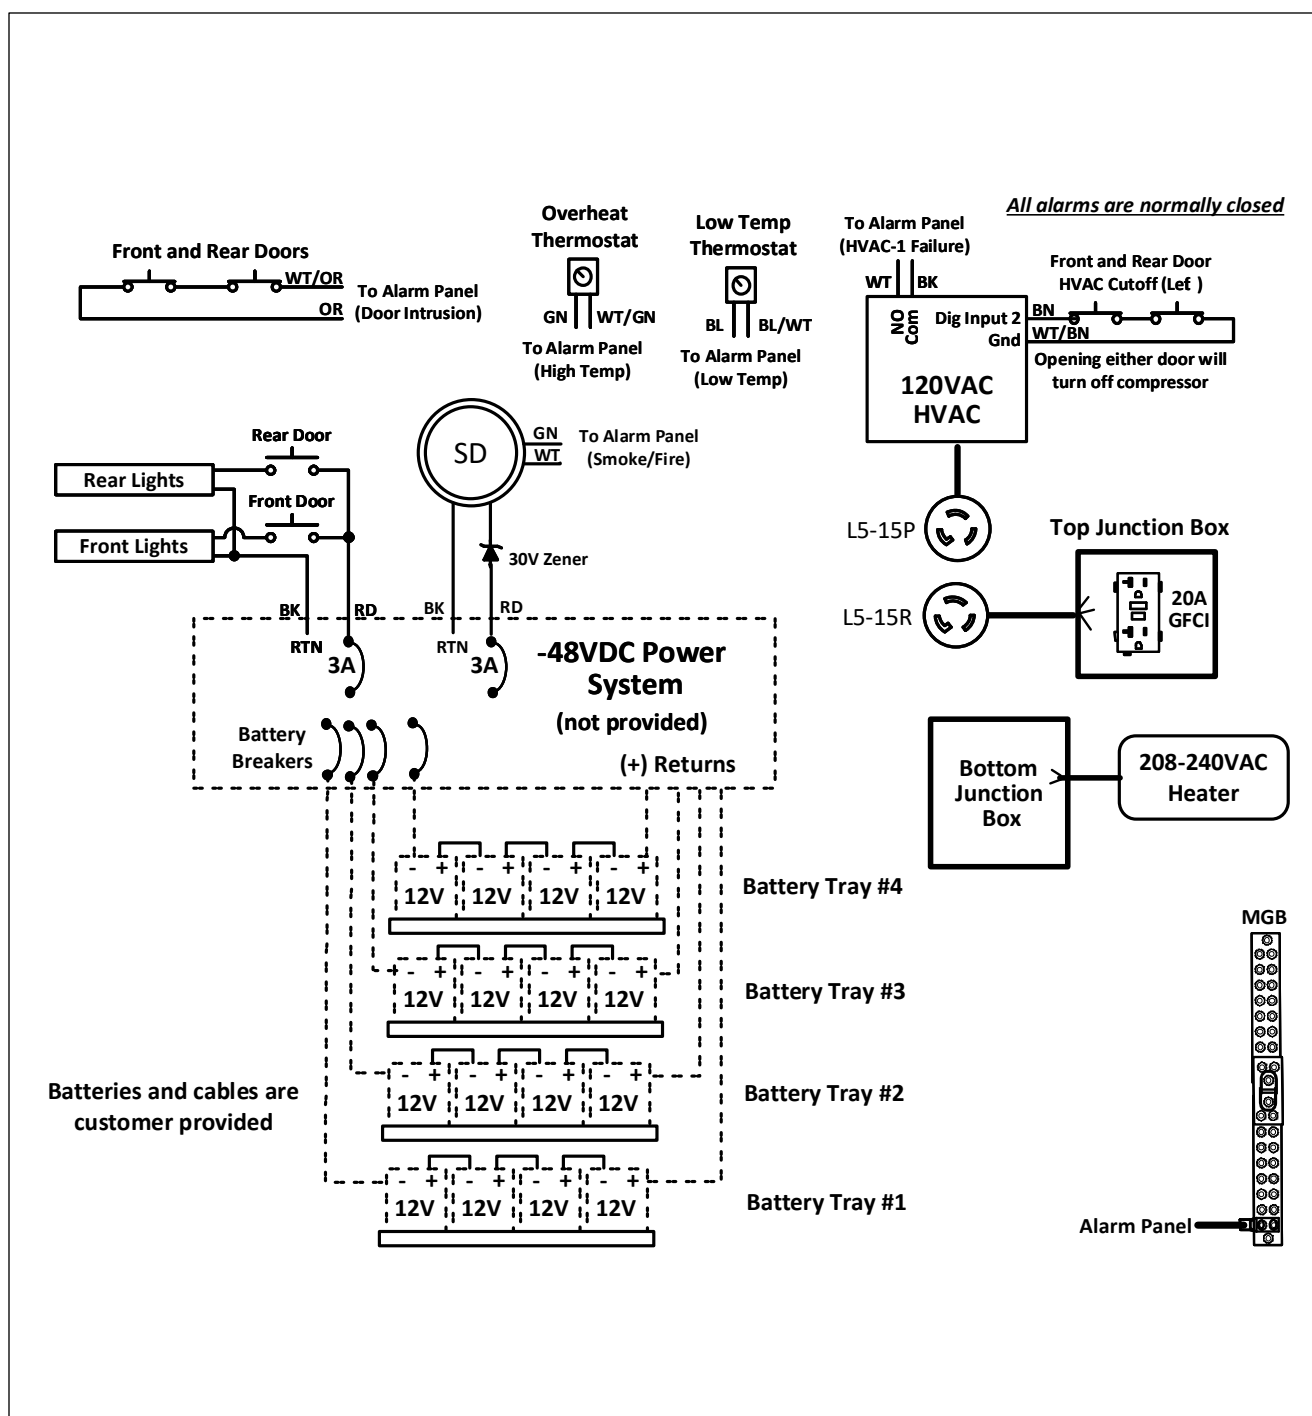 All alarms are normally closed
Front and Rear Doors
WT/OR
OR
To Alarm Panel
(Door Intrusion)
Overheat
Thermostat
GN
WT/GN
To Alarm Panel
(High Temp)
Low Temp
Thermostat
BL
BL/WT
To Alarm Panel
(Low Temp)
To Alarm Panel
(HVAC-1 Failure)
WT
BK
NO
Com
Dig Input 2
Gnd
120VAC
HVAC
Front and Rear Door
HVAC Cutoff (Lef )
BN
WT/BN
Opening either door will
turn off compressor
Rear Door
Rear Lights
Front Door
Front Lights
SD
GN
WT
To Alarm Panel
(Smoke/Fire)
30V Zener
L5-15P
L5-15R
Top Junction Box
20A
GFCI
BK
RD
RTN
3A
BK
RD
RTN
3A
-48VDC Power
System
(not provided)
Battery
Breakers
(+) Returns
Bottom
Junction
Box
208-240VAC
Heater
- + - + - + - +
12V 12V 12V 12V
Battery Tray #4
- + - + - + - +
12V 12V 12V 12V
Battery Tray #3
- + - + - + - +
12V 12V 12V 12V
Battery Tray #2
- + - + - + - +
12V 12V 12V 12V
Battery Tray #1
Batteries and cables are
customer provided
MGB
Alarm Panel